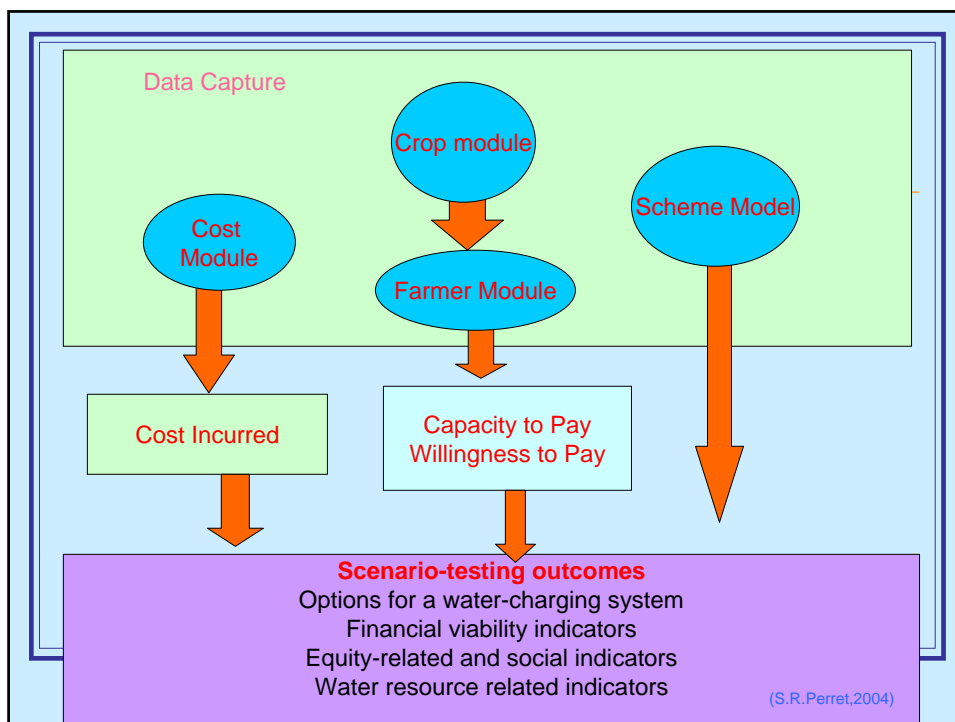 Data Capture
Crop module
Scheme Model
Cost
Module
Farmer Module
Cost Incurred
Capacity to Pay
Willingness to Pay
Scenario-testing outcomes
Options for a water-charging system
Financial viability indicators
Equity-related and social indicators
Water resource related indicators
(S.R.Perret,2004)